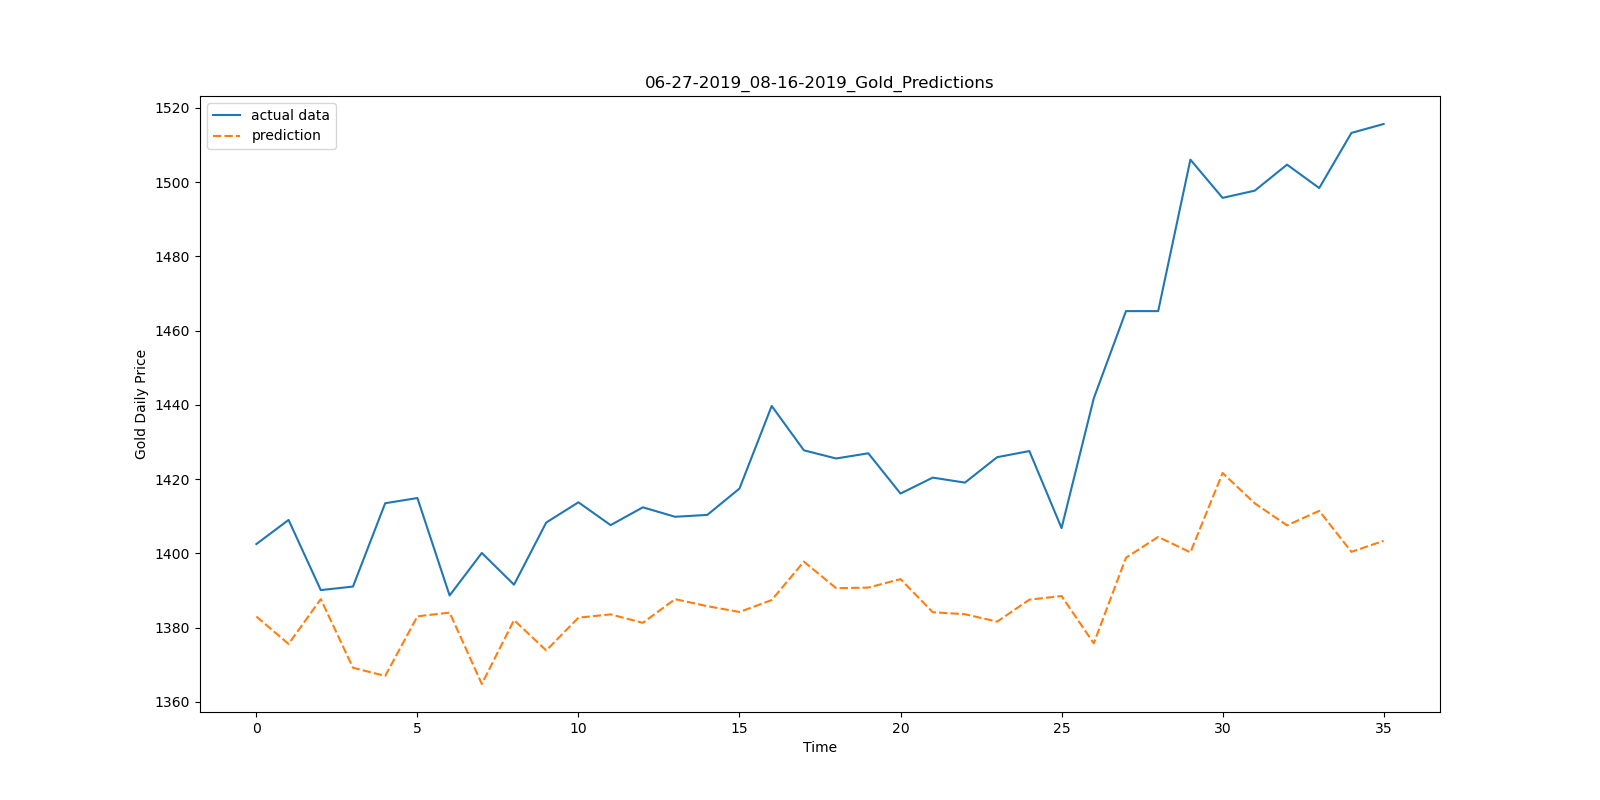 06-27-2019_08-16-2019_Gold_Predictions
actual data
prediction
1520
1500
1480
1460
1440
1420
1400
1380
1360
Gold Daily Price
0 5 10 15 20 25 30 35
Time